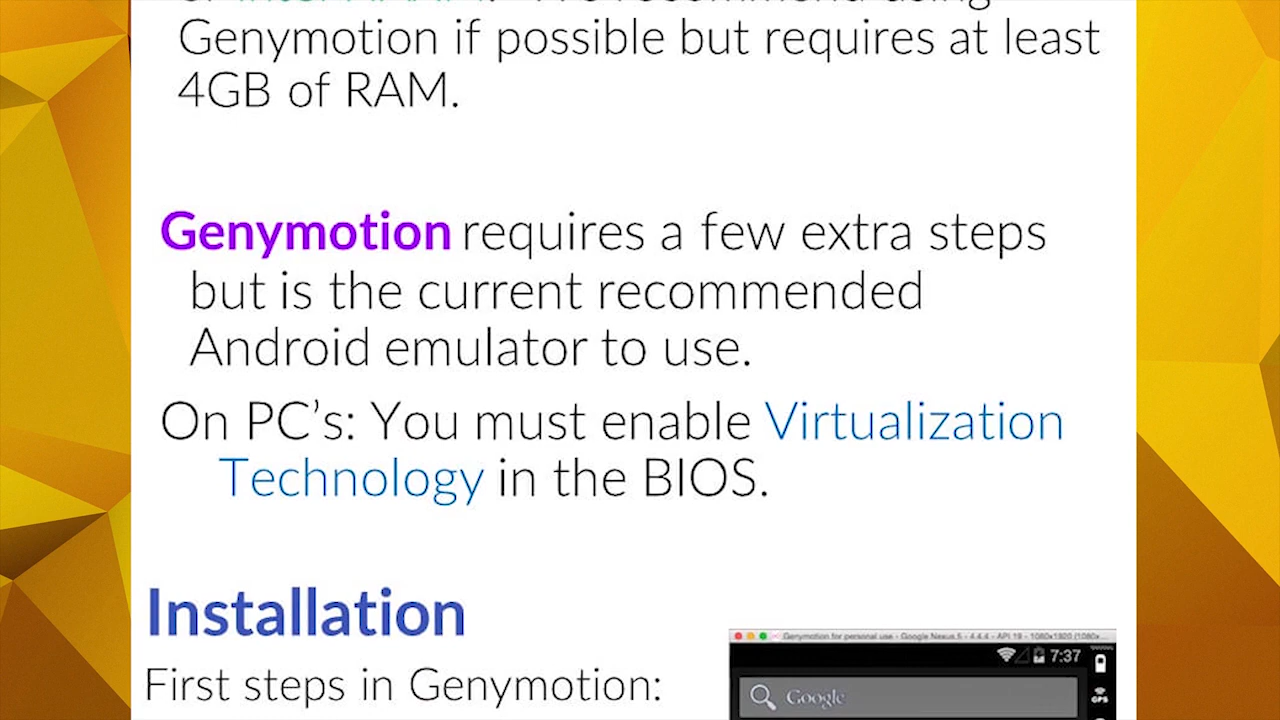 recommend using
Genymotion if possible but requires at least
4GB of RAM.
Genymotion requires a few extra steps
but is the current recommended
Android emulator to use.
On PC’s: You must enable Virtualization
Technology in the BIOS.
Installation
First steps in Genymotion:
Genymotion for personal use - Google Nexus 5 - 4.4.4 - API 19 - 1080x1920 (1080x...
7:37
Google
GPS